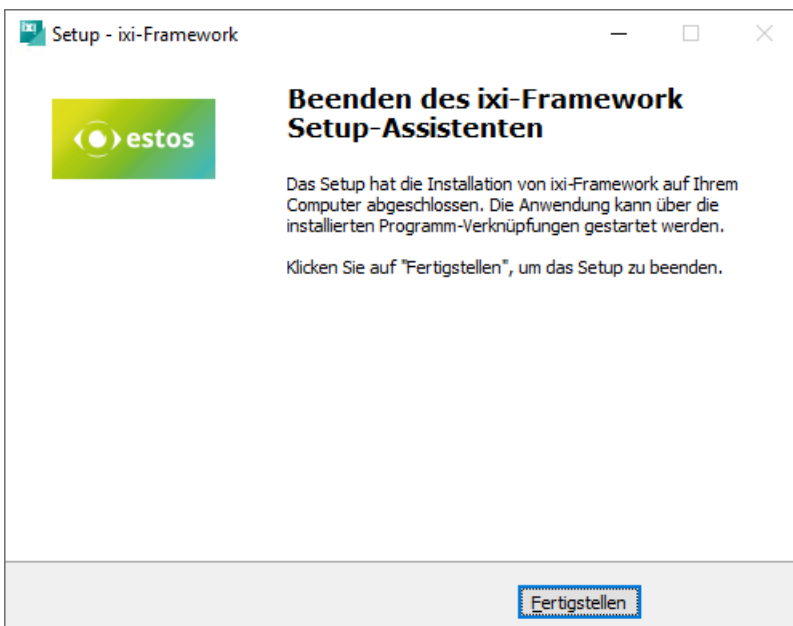 ixi
Setup - ixi-Framework
estos
Beenden des ixi-Framework
Setup-Assistenten
Das Setup hat die Installation von ixi-Framework auf Ihrem
Computer abgeschlossen. Die Anwendung kann über die
installierten Programm-Verknüpfungen gestartet werden.
Klicken Sie auf "Fertigstellen", um das Setup zu beenden.
Fertigstellen